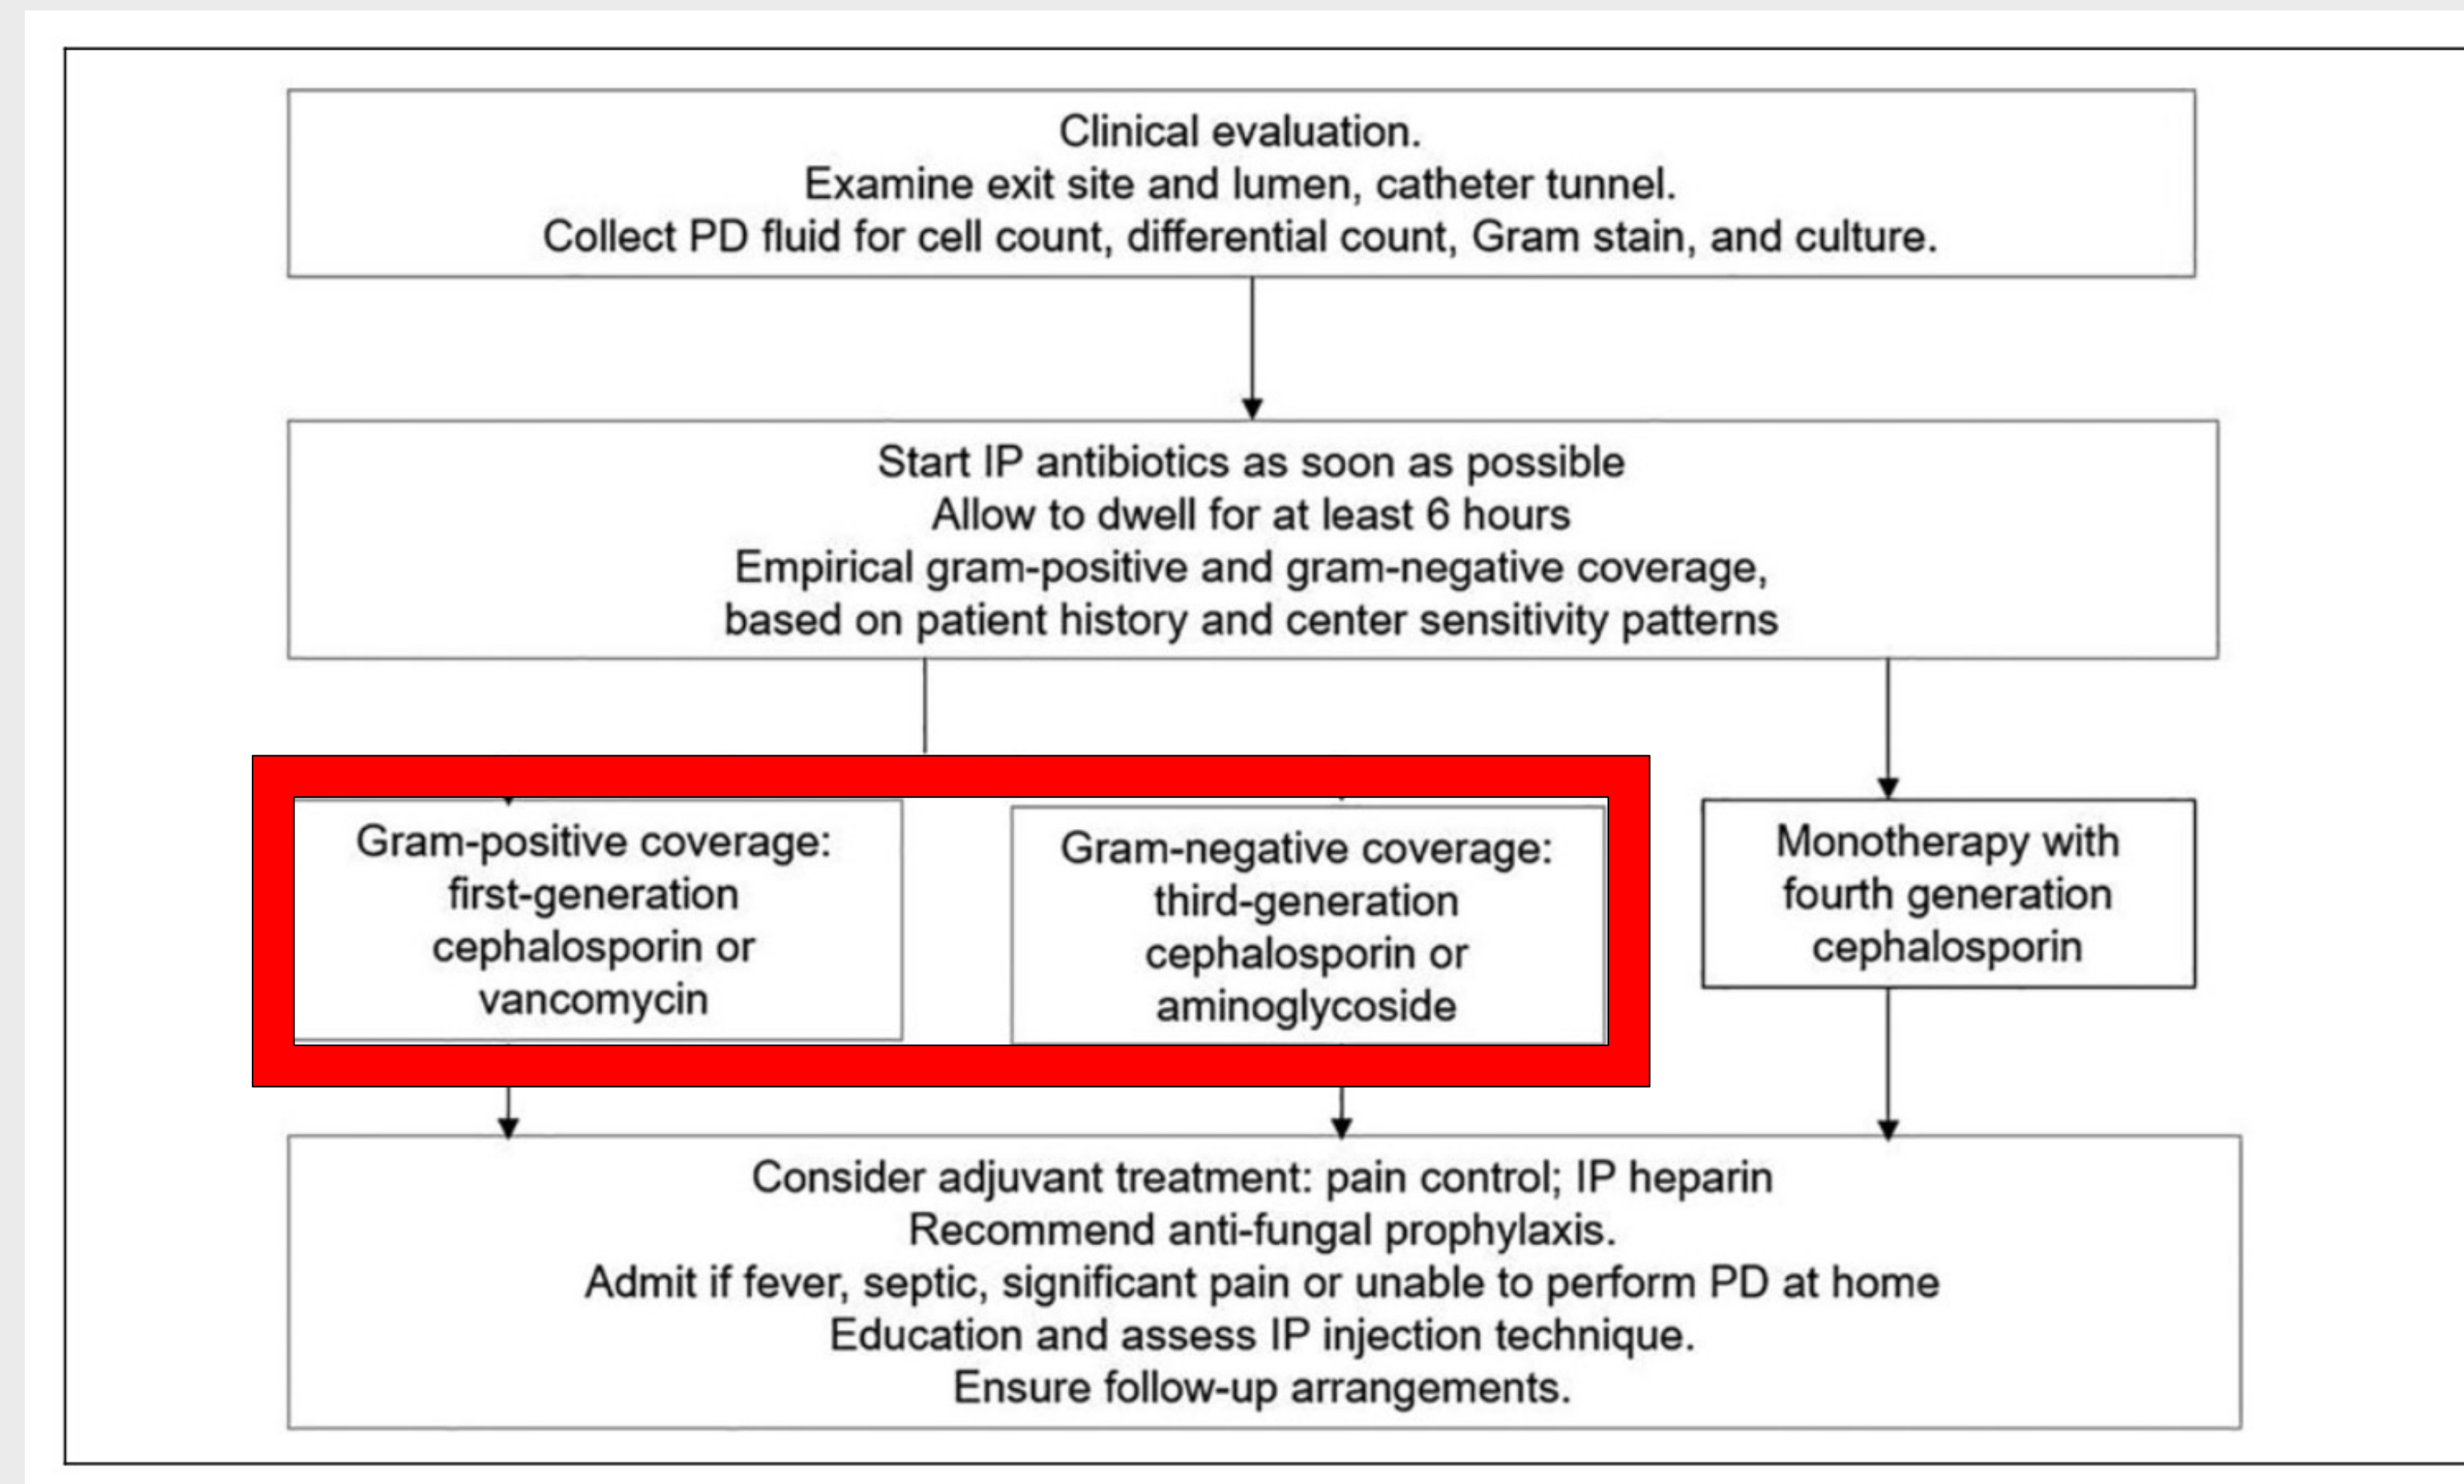 Clinical evaluation.
Examine exit site and lumen, catheter tunnel.
Collect PD fluid for cell count, differential count, Gram stain, and culture.
Start IP antibiotics as soon as possible
Allow to dwell for at least 6 hours
Empirical gram-positive and gram-negative coverage,
based on patient history and center sensitivity patterns
Gram-positive coverage:
first-generation
cephalosporin or
vancomycin
Gram-negative coverage:
third-generation
cephalosporin or
aminoglycoside
Monotherapy with
fourth generation
cephalosporin
Consider adjuvant treatment: pain control; IP heparin
Recommend anti-fungal prophylaxis.
Admit if fever, septic, significant pain or unable to perform PD at home
Education and assess IP injection technique.
Ensure follow-up arrangements.